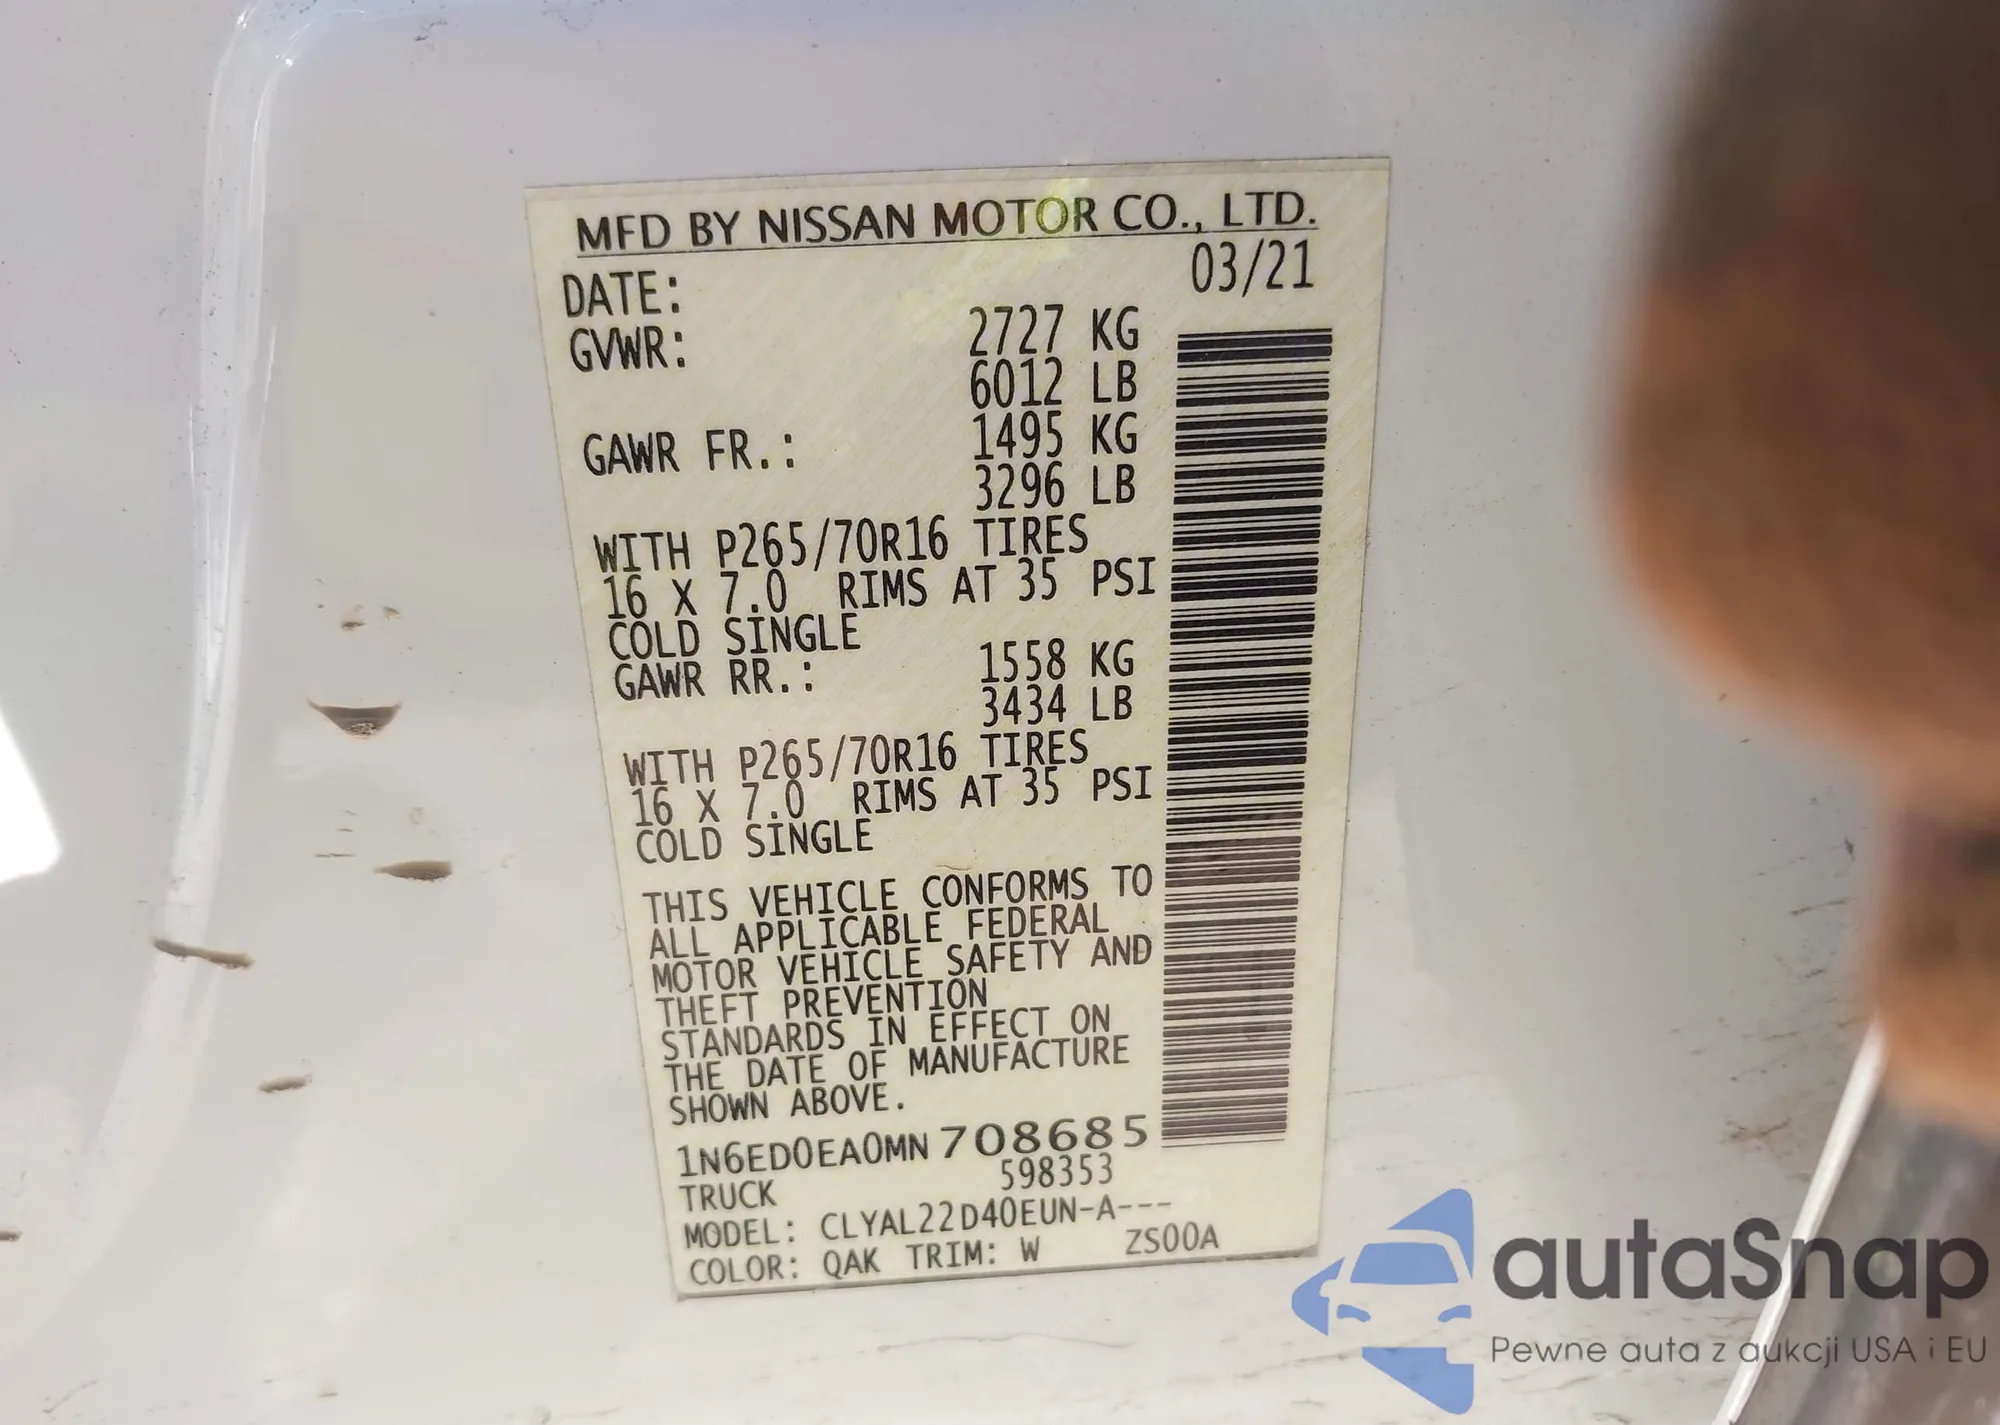 MFD BY NISSAN MOTOR CO., LTD.
DATE: 03/21
GVWR: 2727 KG
6012 LB
GAWR FR.: 1495 KG
3296 LB
WITH P265/70R16 TIRES
16 X 7.0 RIMS AT 35 PSI
COLD SINGLE
GAWR RR.: 1558 KG
3434 LB
WITH P265/70R16 TIRES
16 X 7.0 RIMS AT 35 PSI
COLD SINGLE
THIS VEHICLE CONFORMS TO
ALL APPLICABLE FEDERAL
MOTOR VEHICLE SAFETY AND
THEFT PREVENTION
STANDARDS IN EFFECT ON
THE DATE OF MANUFACTURE
SHOWN ABOVE.
1N6ED0EA0MN708685
TRUCK 598353
MODEL: CLYAL22D40EUN-A---
COLOR: QAK TRIM: W ZS00A
autaSnap
Pewne auta z aukcji USA i EU